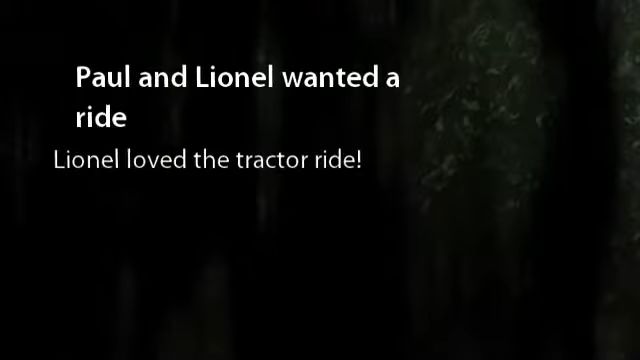 Paul and Lionel wanted a
ride
Lionel loved the tractor ride!